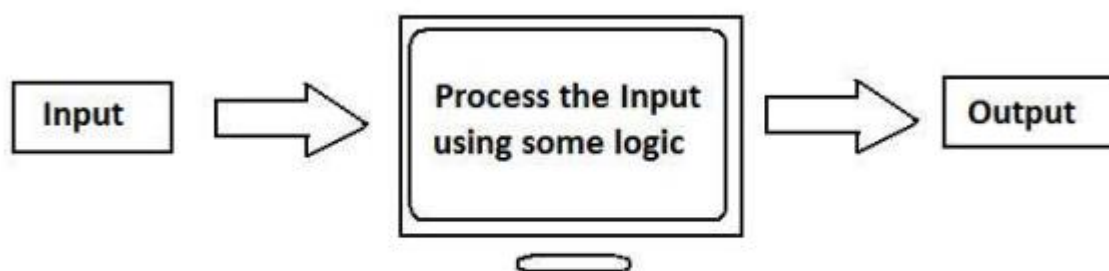 Input
Process the Input
using some logic
Output